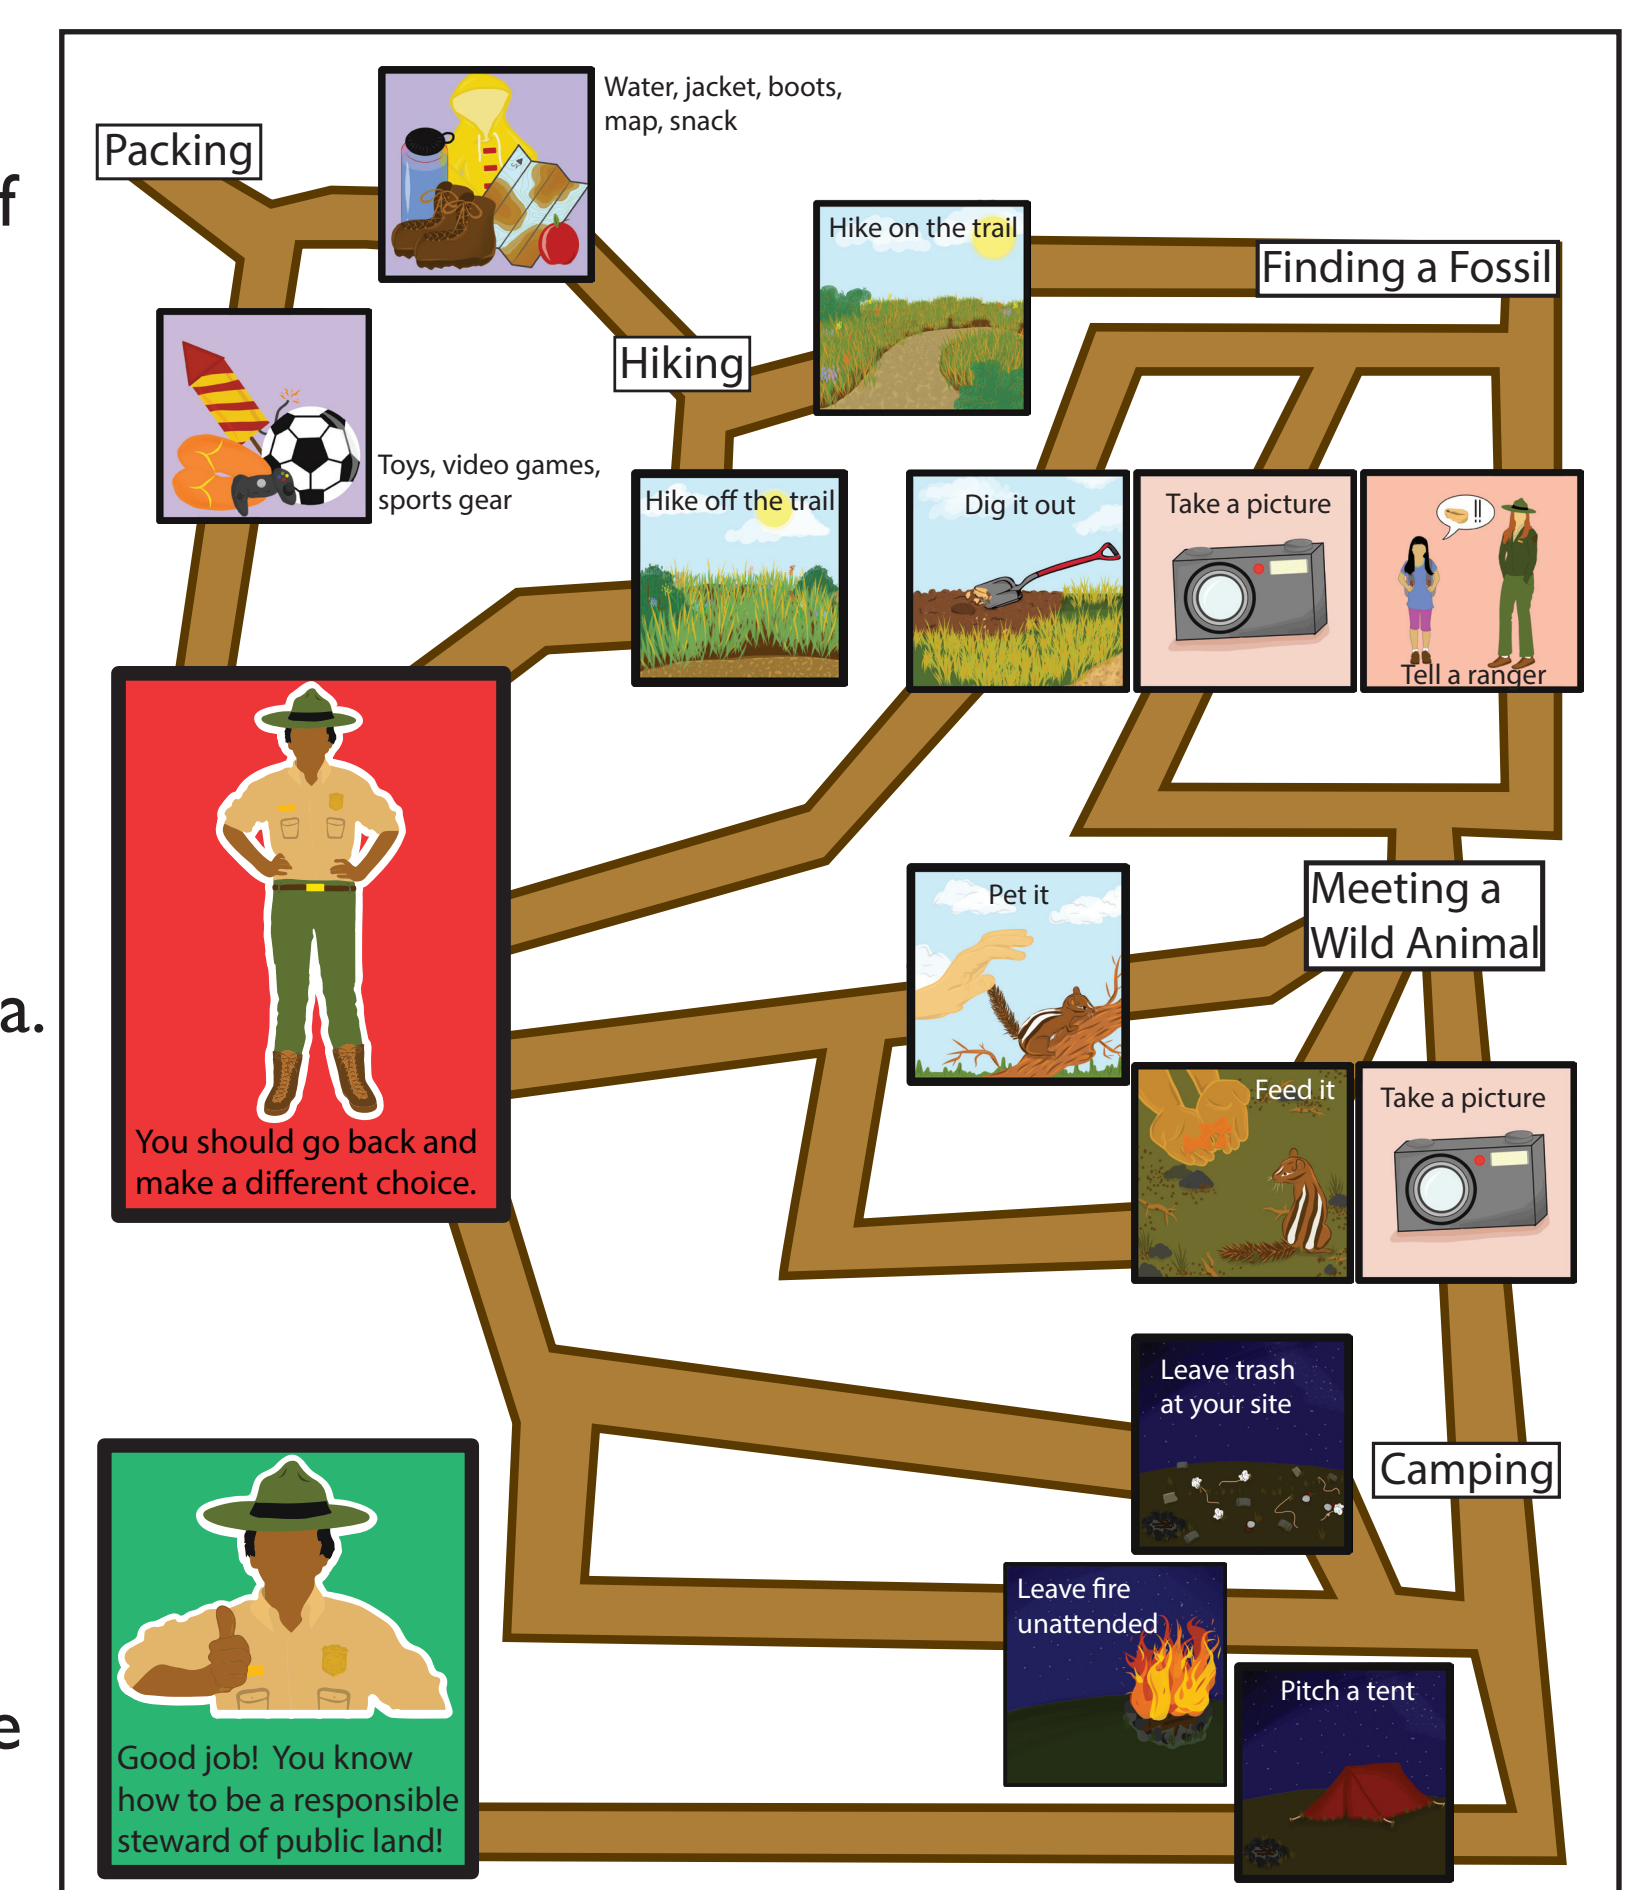 Water, jacket, boots,
map, snack
Packing
f
Hike on the trail
Finding a Fossil
Hiking
Toys, video games,
sports gear
Hike off the trail
Dig it out
Take a picture
!!
Tell a ranger
Meeting a
Wild Animal
Pet it
a.
Feed it
Take a picture
You should go back and
make a different choice.
Leave trash
at your site
Camping
Leave fire
unattended
Pitch a tent
e
Good job! You know
how to be a responsible
steward of public land!